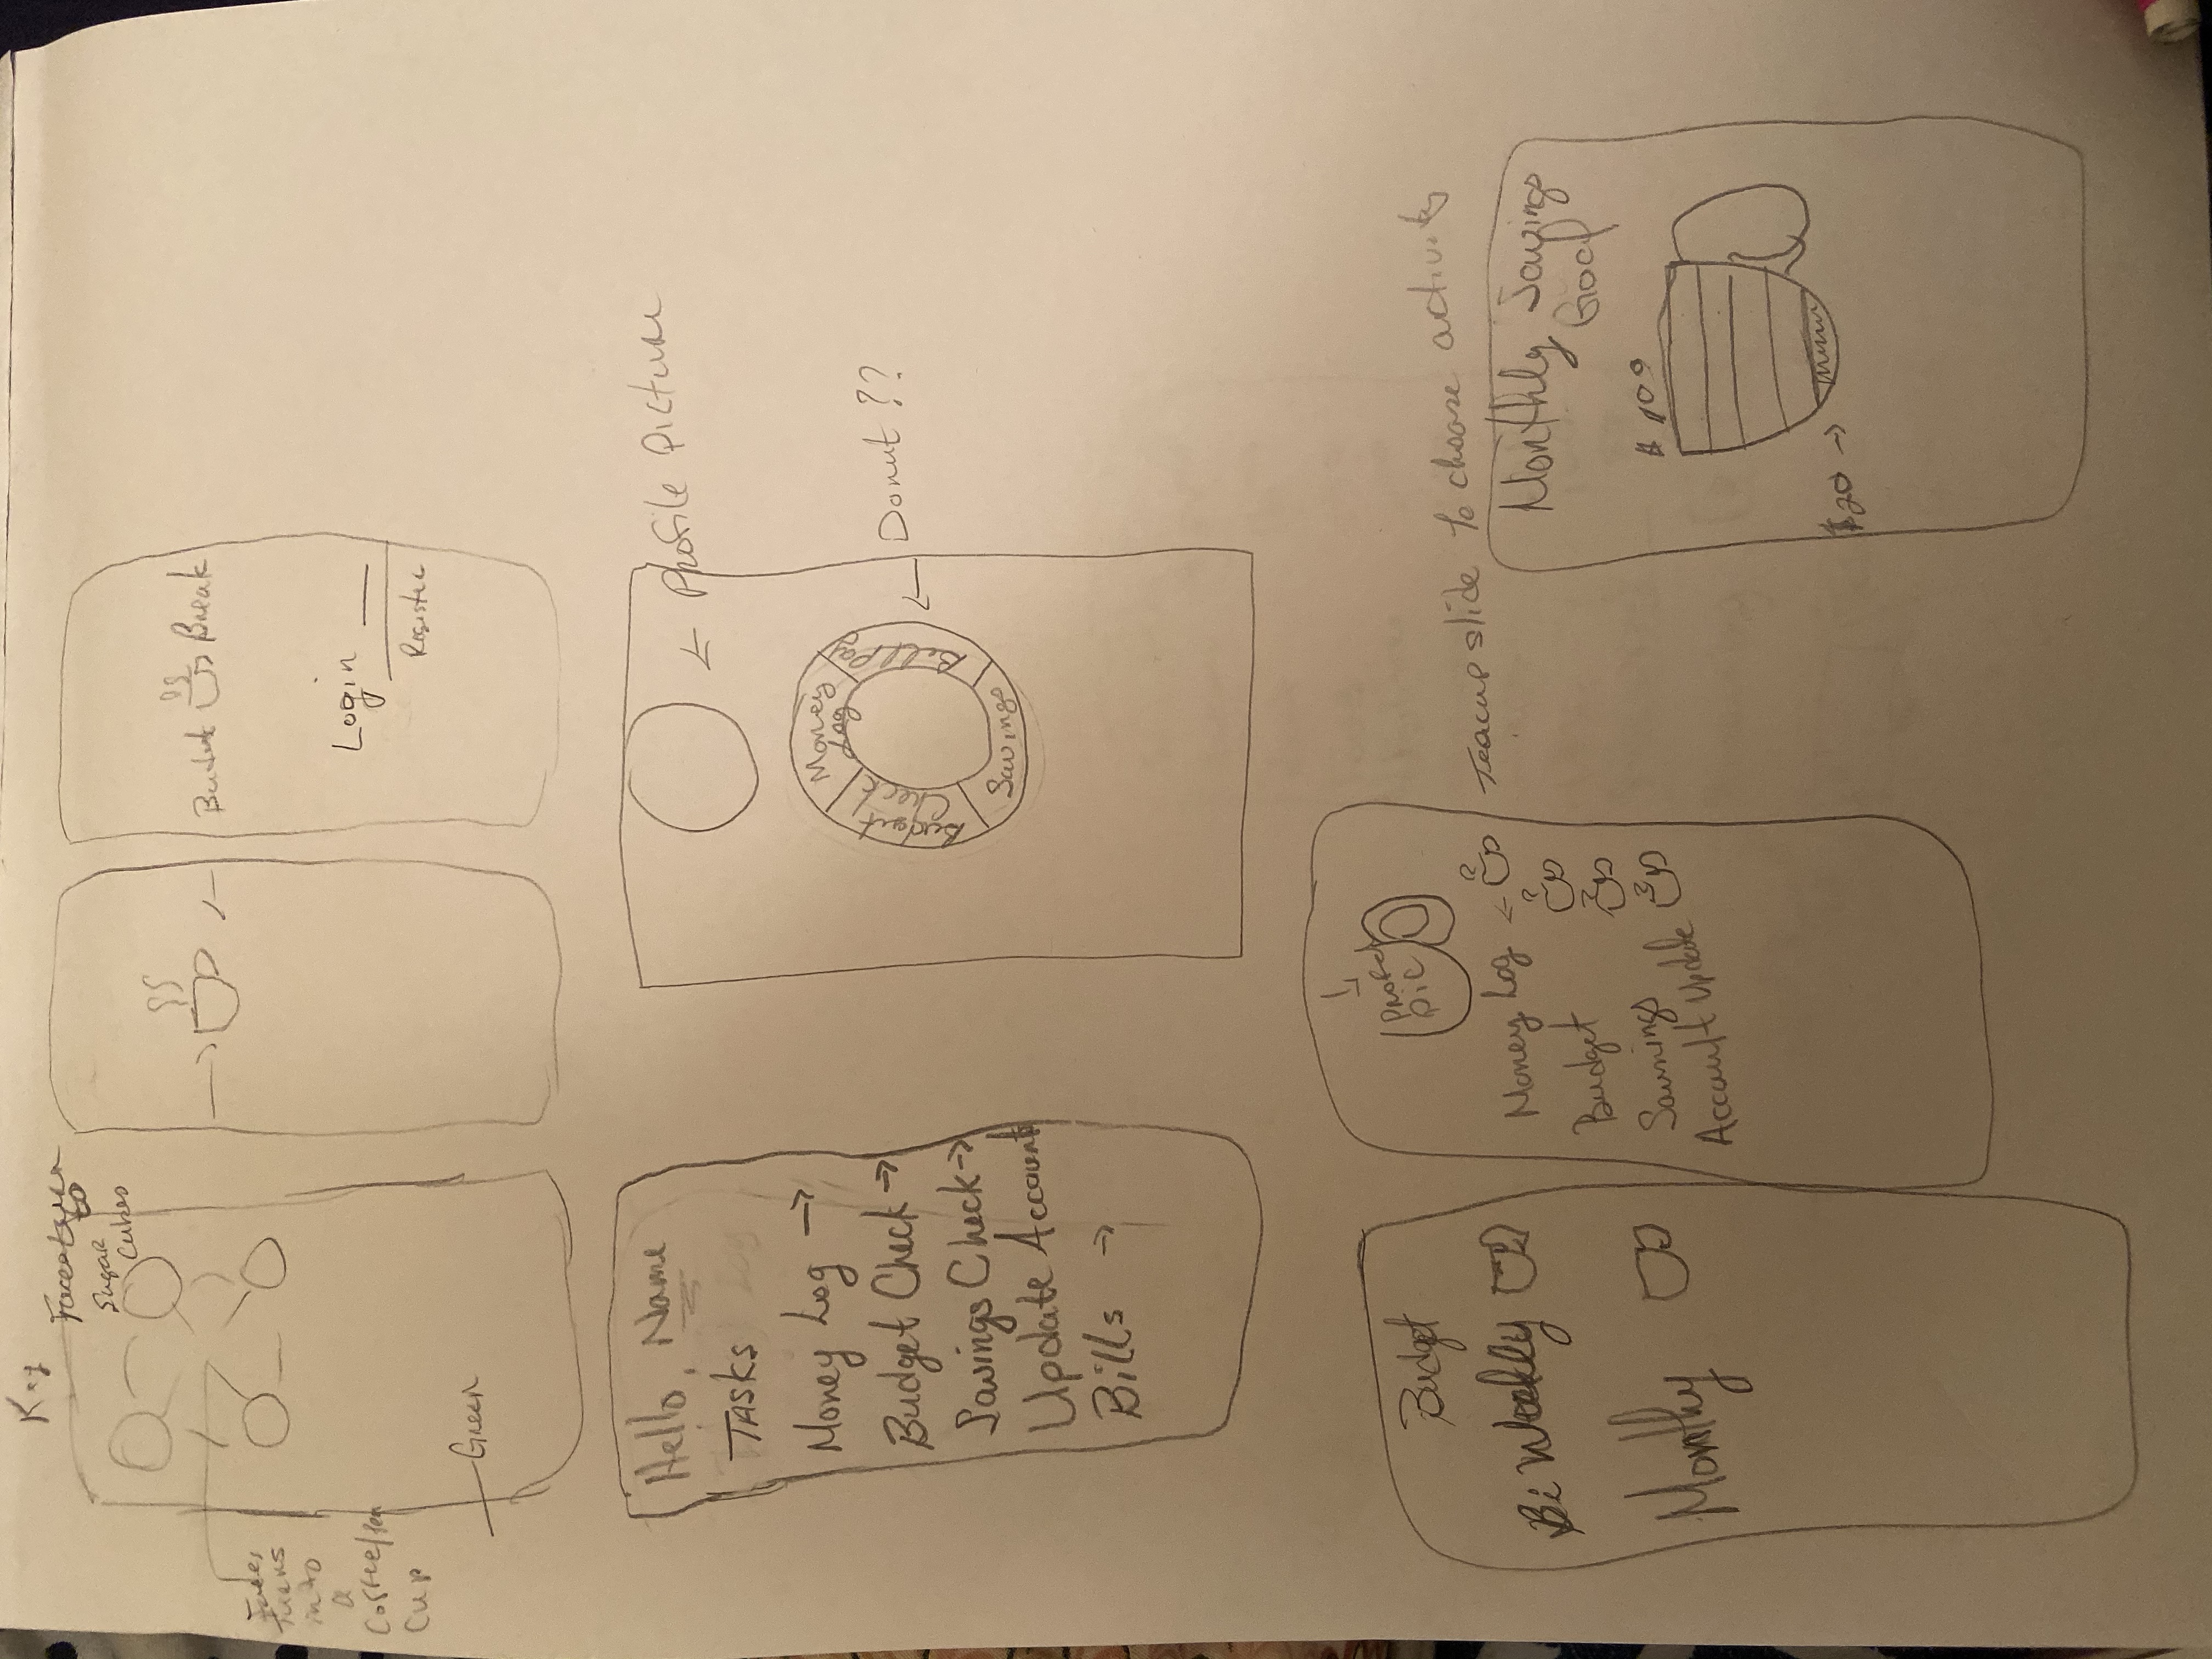 Key
Faces turn
to
Sugar
Cubes
Faces
Turns
into
a
Coffee/Tea
Cup
Green
Budget Break
Login
Register
Hello, Name
TASKS
Money Log →
Budget Check →
Savings Check →
Update Account
Bills →
← Profile Picture
Money
Log
Bill Pay
Budget
Check
Savings
← Donut ??
Budget
Bi Weekly
Monthy
Profile
Pic
Money Log ←
Budget
Savnings
Account Update
Teacup slide to choose activity
Monthly Savings
Goal
$ 100
$20 →